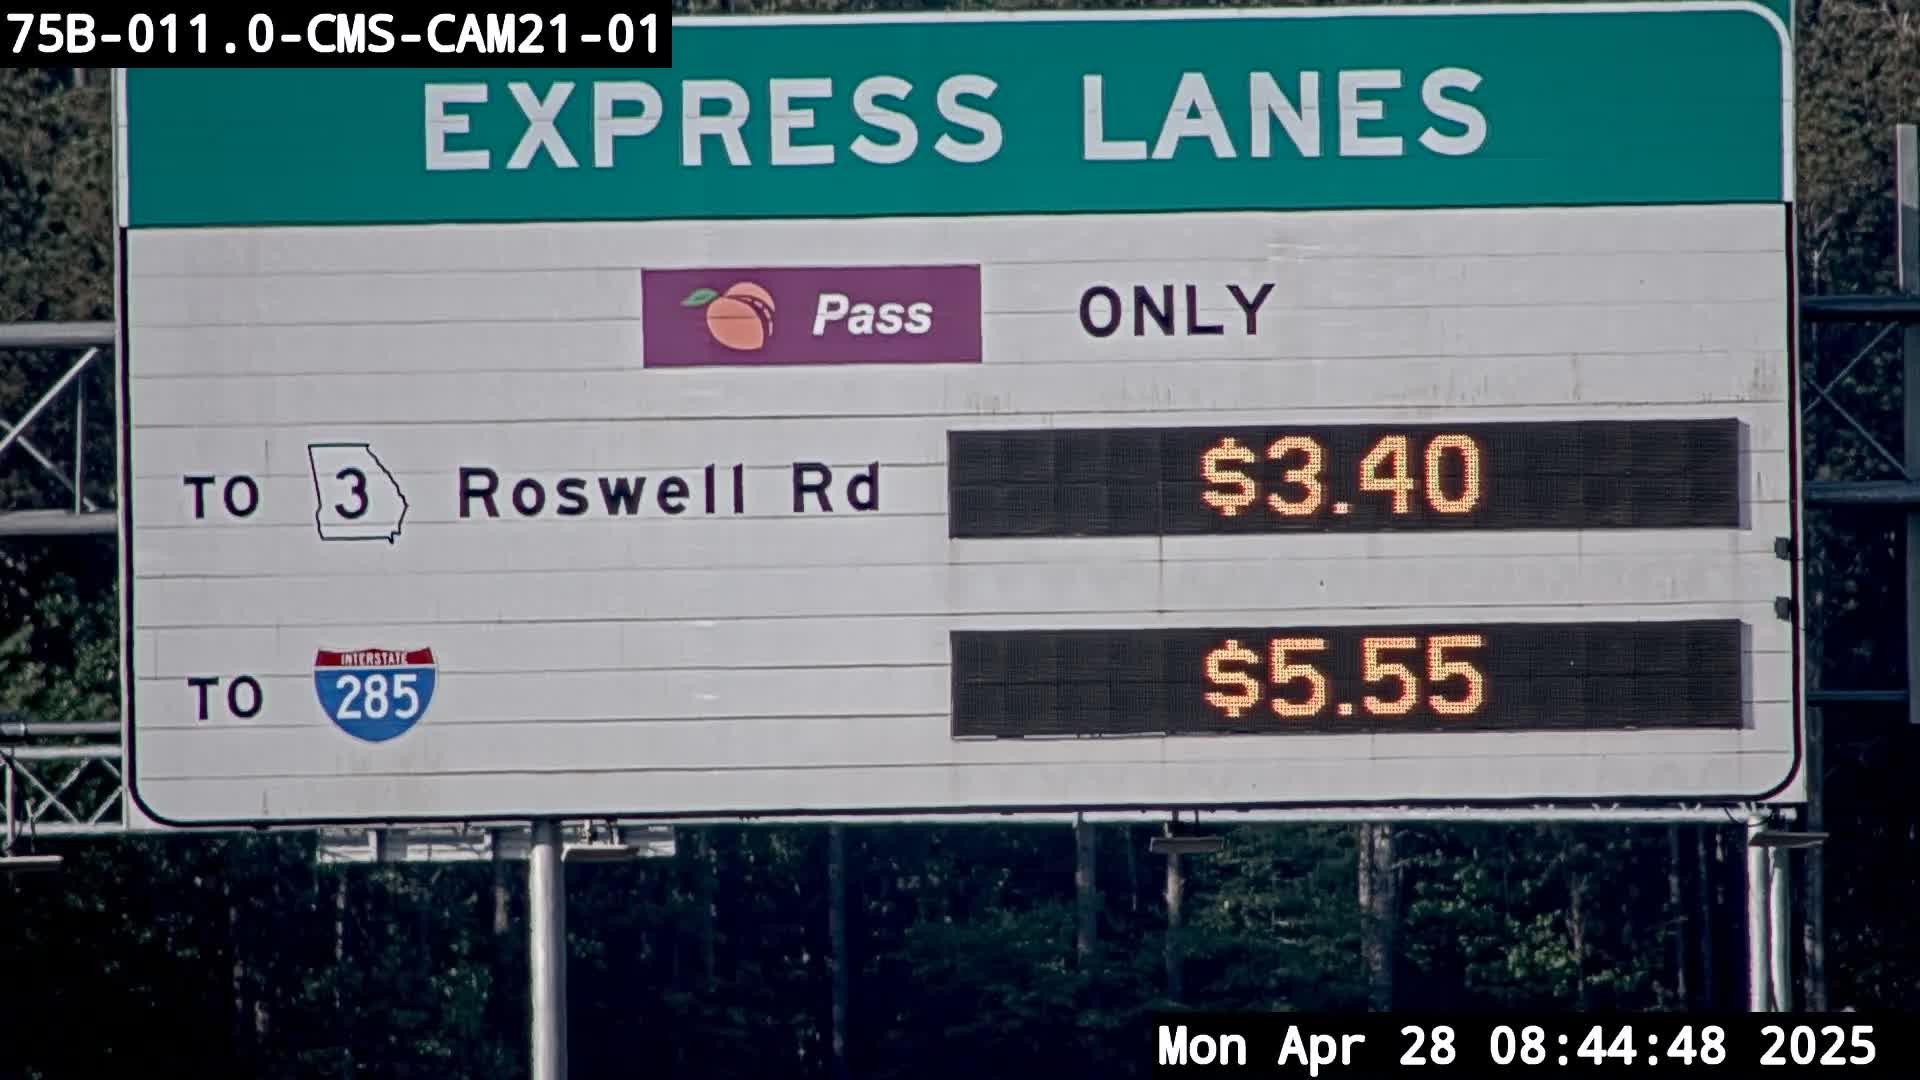 75B-011.0-CMS-CAM21-01
EXPRESS LANES
Pass ONLY
TO 3 Roswell Rd $3.40
INTERSTATE
TO 285 $5.55
Mon Apr 28 08:44:48 2025